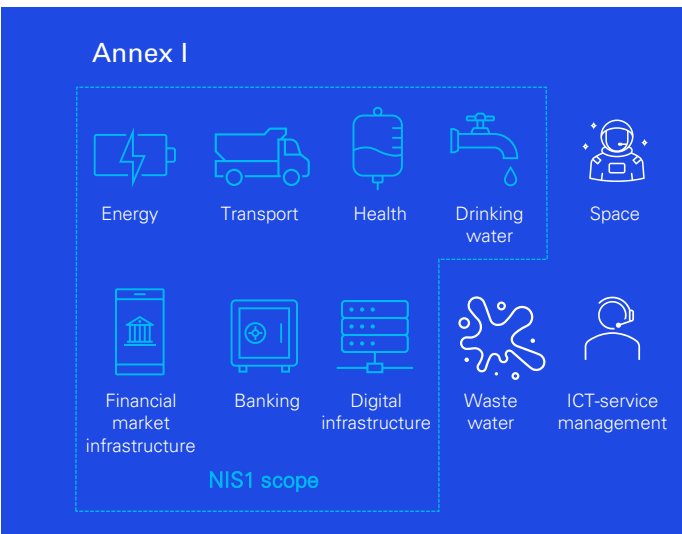 Annex I
Energy
Transport
Health
Drinking
water
Space
Financial
market
infrastructure
Banking
Digital
infrastructure
Waste
water
ICT-service
management
NIS1 scope